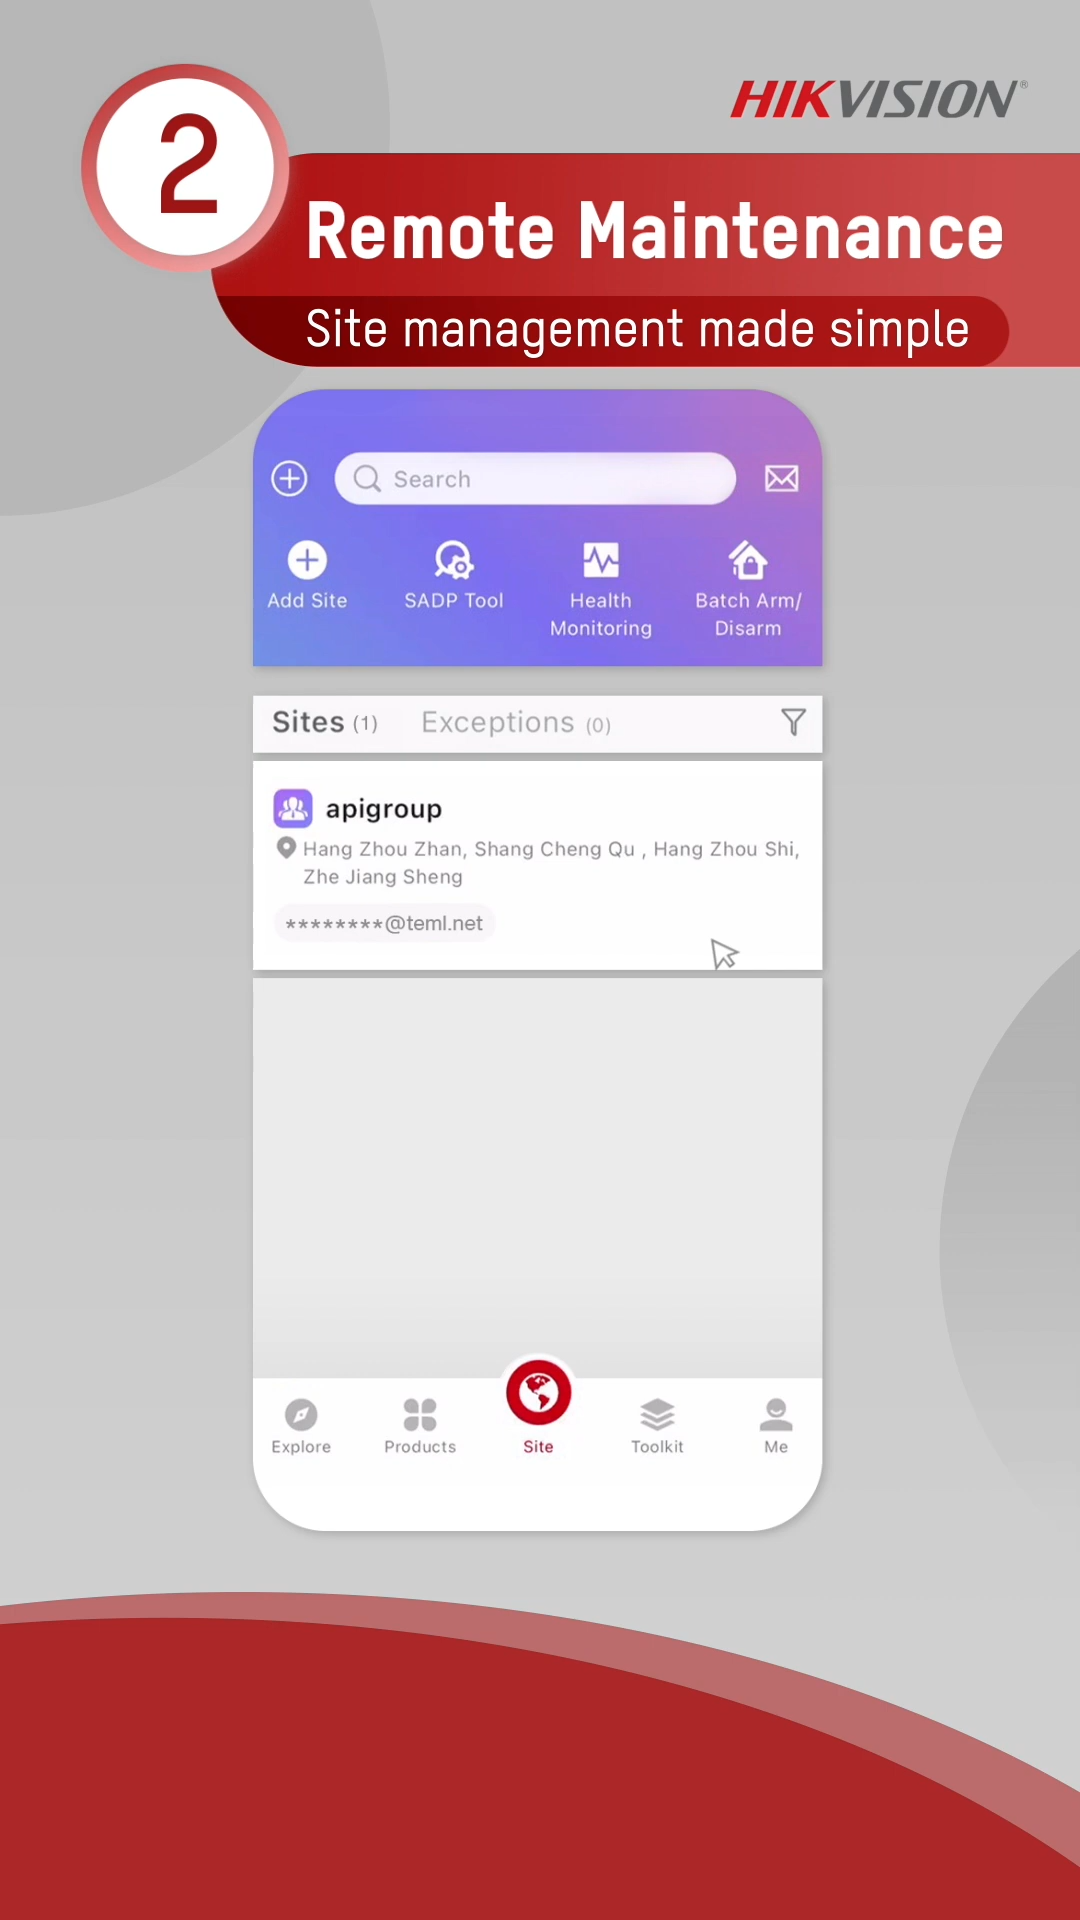 HIKVISION®
2
Remote Maintenance
Site management made simple
Search
Add Site
SADP Tool
Health
Monitoring
Batch Arm/
Disarm
Sites (1)
Exceptions (0)
apigroup
Hang Zhou Zhan, Shang Cheng Qu , Hang Zhou Shi,
Zhe Jiang Sheng
********@teml.net
Explore
Products
Site
Toolkit
Me